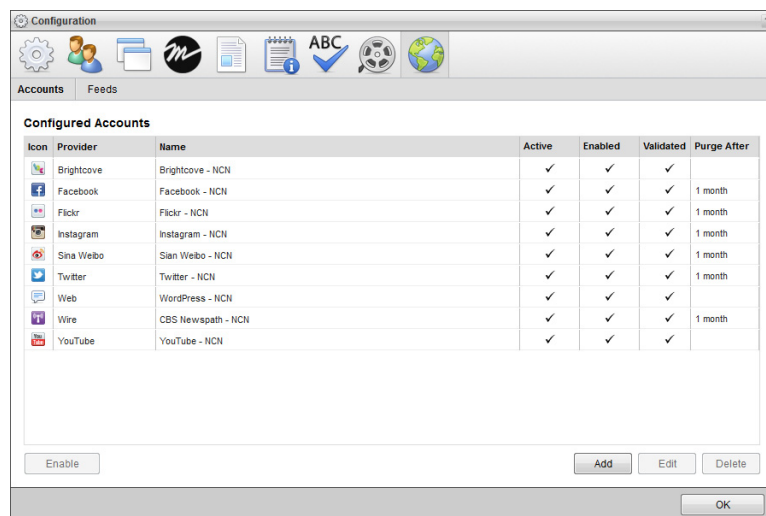 Configuration
ABC
Accounts Feeds
Configured Accounts
Icon Provider Name Active Enabled Validated Purge After
Brightcove Brightcove - NCN
Facebook Facebook - NCN 1 month
Flickr Flickr - NCN 1 month
Instagram Instagram - NCN 1 month
Sina Weibo Sian Weibo - NCN 1 month
Twitter Twitter - NCN 1 month
Web WordPress - NCN
Wire CBS Newspath - NCN 1 month
You Tube YouTube YouTube - NCN
Enable Add Edit Delete
OK